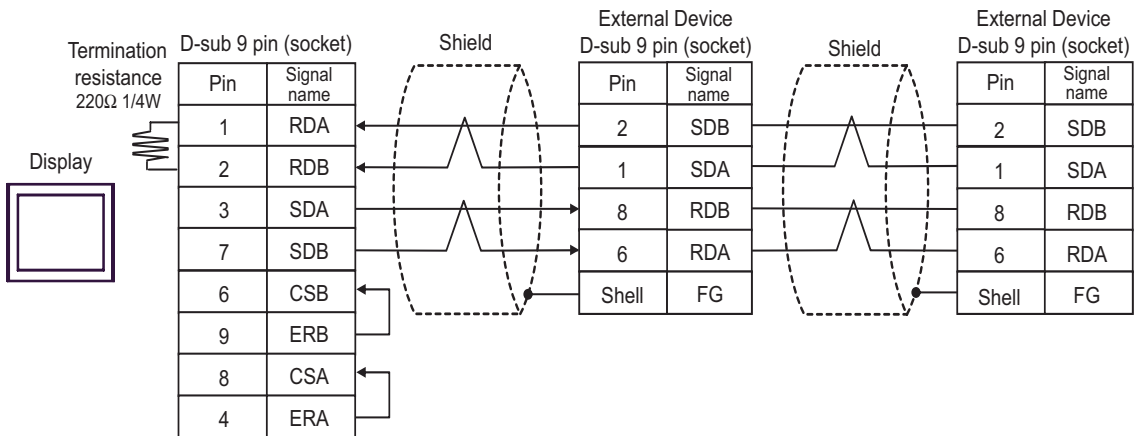 Termination
resistance
220Ω 1/4W
Display
D-sub 9 pin (socket)
Pin Signal name
1 RDA
2 RDB
3 SDA
7 SDB
6 CSB
9 ERB
8 CSA
4 ERA
Shield
External Device
D-sub 9 pin (socket)
Pin Signal name
2 SDB
1 SDA
8 RDB
6 RDA
Shell FG
Shield
External Device
D-sub 9 pin (socket)
Pin Signal name
2 SDB
1 SDA
8 RDB
6 RDA
Shell FG